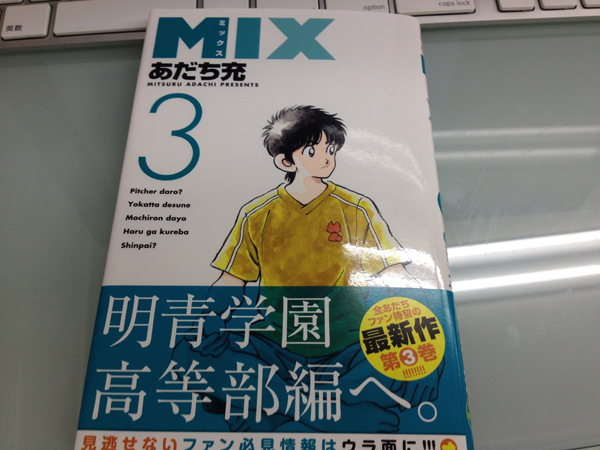 英数
option
caps lock
MIX
ミックス
あだち充
MITSURU ADACHI PRESENTS
3
Pitcher daro?
Yokatta desune
Mochiron dayo
Haru ga kureba
Shinpai?
全あだち
ファン待望の
最新作
第3巻
!!!!!!!!
明青学園
高等部編へ。
見逃せないファン必見情報はウラ面に!!!